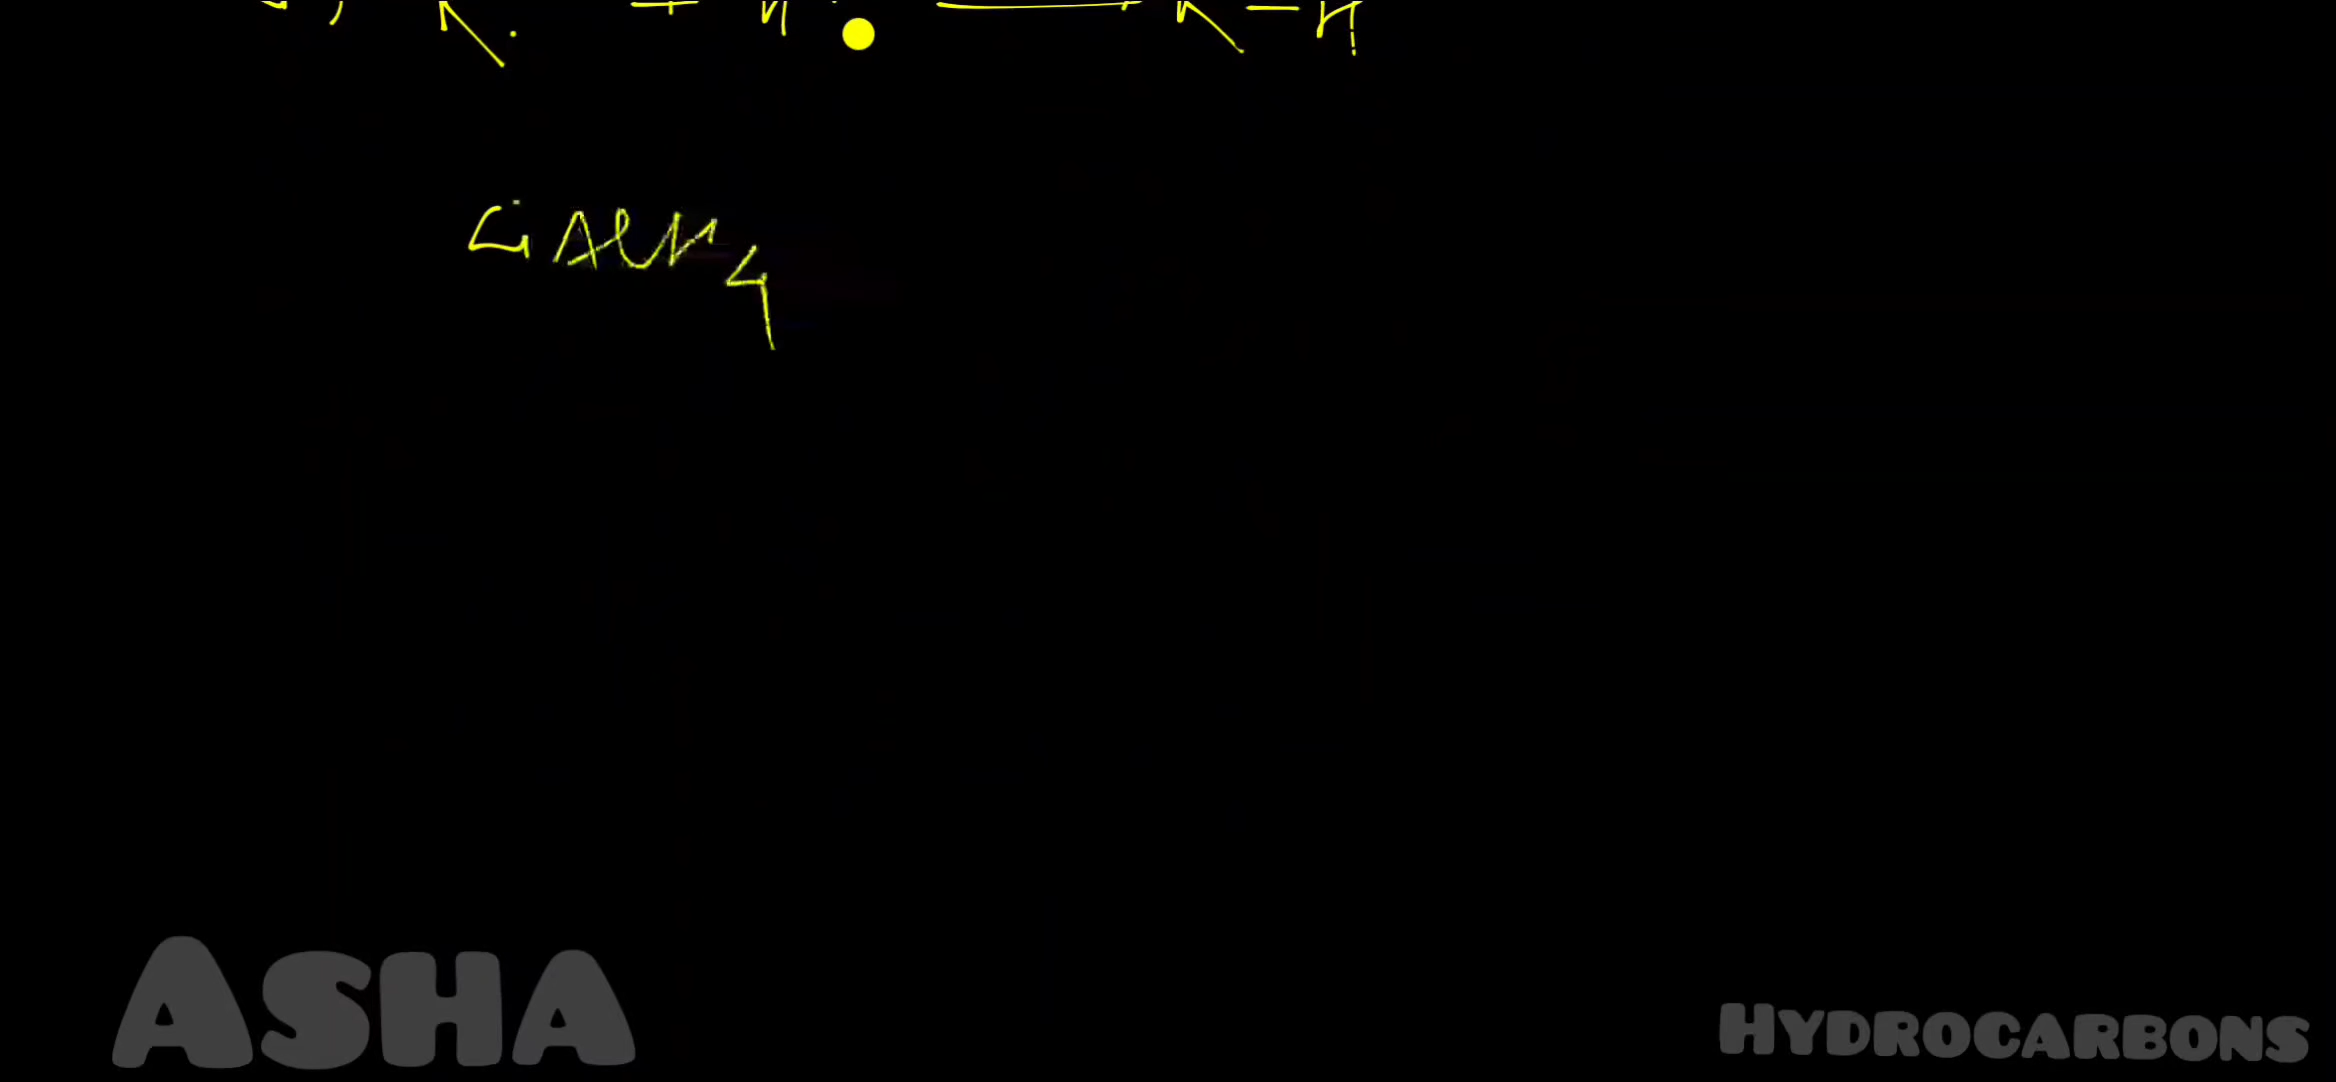 R· + H· ⟶ R–H
LiAlH4
ASHA
HYDROCARBONS